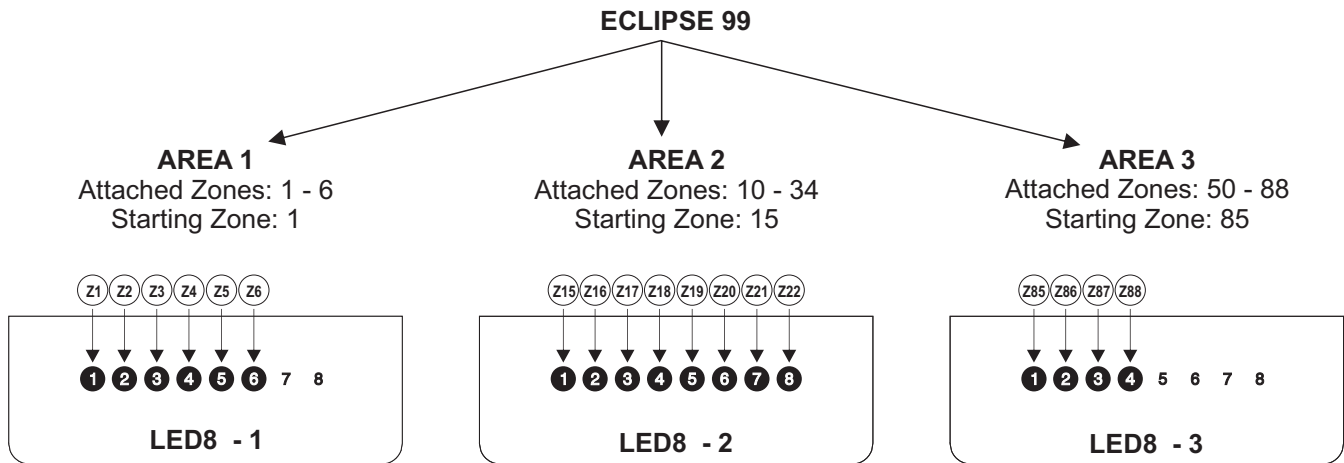 ECLIPSE 99
AREA 1
Attached Zones: 1 - 6
Starting Zone: 1
AREA 2
Attached Zones: 10 - 34
Starting Zone: 15
AREA 3
Attached Zones: 50 - 88
Starting Zone: 85
Z1 Z2 Z3 Z4 Z5 Z6
1 2 3 4 5 6 7 8
LED8 - 1
Z15 Z16 Z17 Z18 Z19 Z20 Z21 Z22
1 2 3 4 5 6 7 8
LED8 - 2
Z85 Z86 Z87 Z88
1 2 3 4 5 6 7 8
LED8 - 3